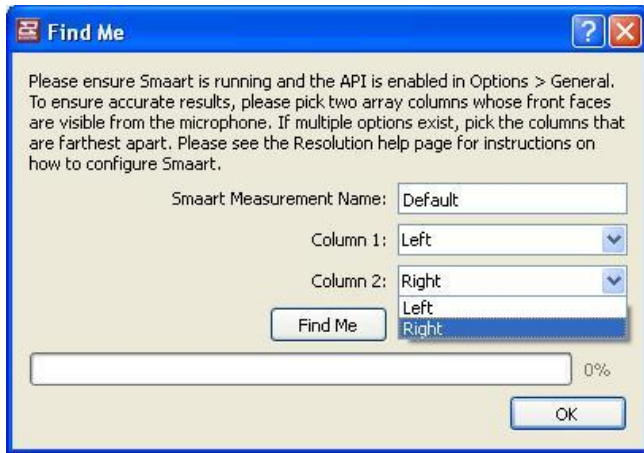 Find Me
Please ensure Smaart is running and the API is enabled in Options > General.
To ensure accurate results, please pick two array columns whose front faces
are visible from the microphone. If multiple options exist, pick the columns that
are farthest apart. Please see the Resolution help page for instructions on
how to configure Smaart.
Smaart Measurement Name: Default
Column 1: Left
Column 2: Right
Left
Find Me Right
0%
OK